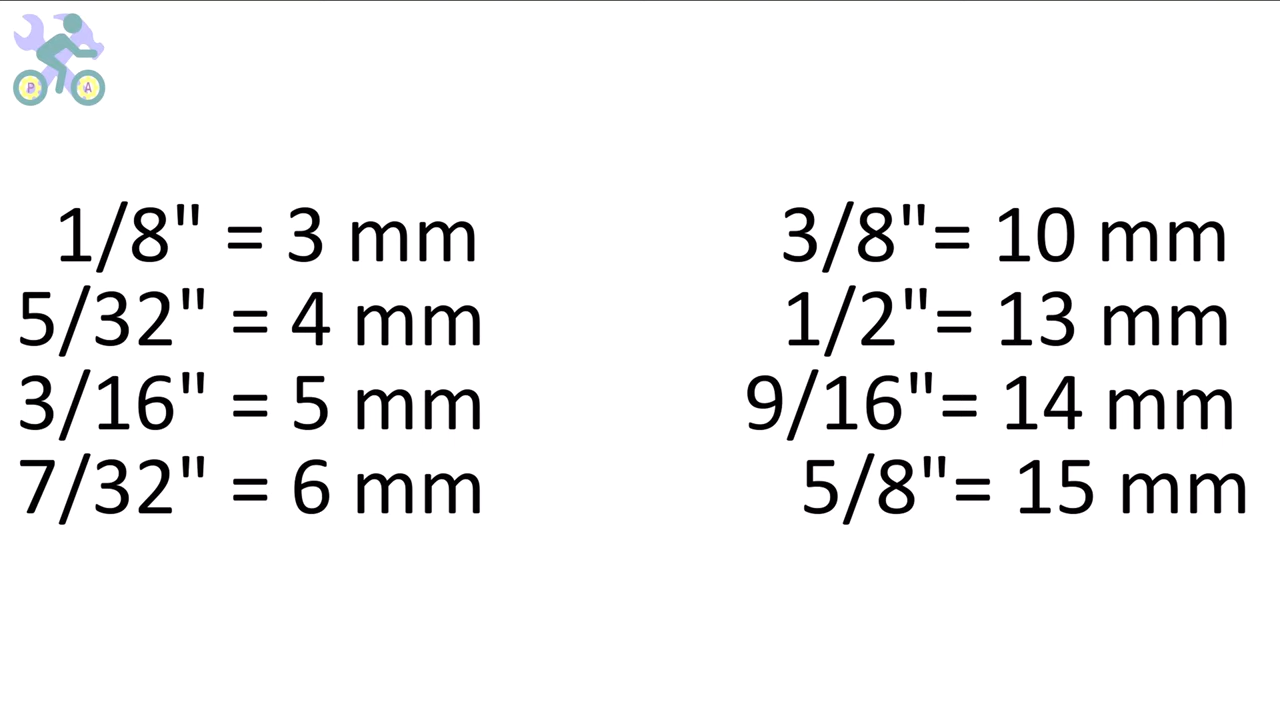 P A
1/8" = 3 mm
5/32" = 4 mm
3/16" = 5 mm
7/32" = 6 mm
3/8"= 10 mm
1/2"= 13 mm
9/16"= 14 mm
5/8"= 15 mm